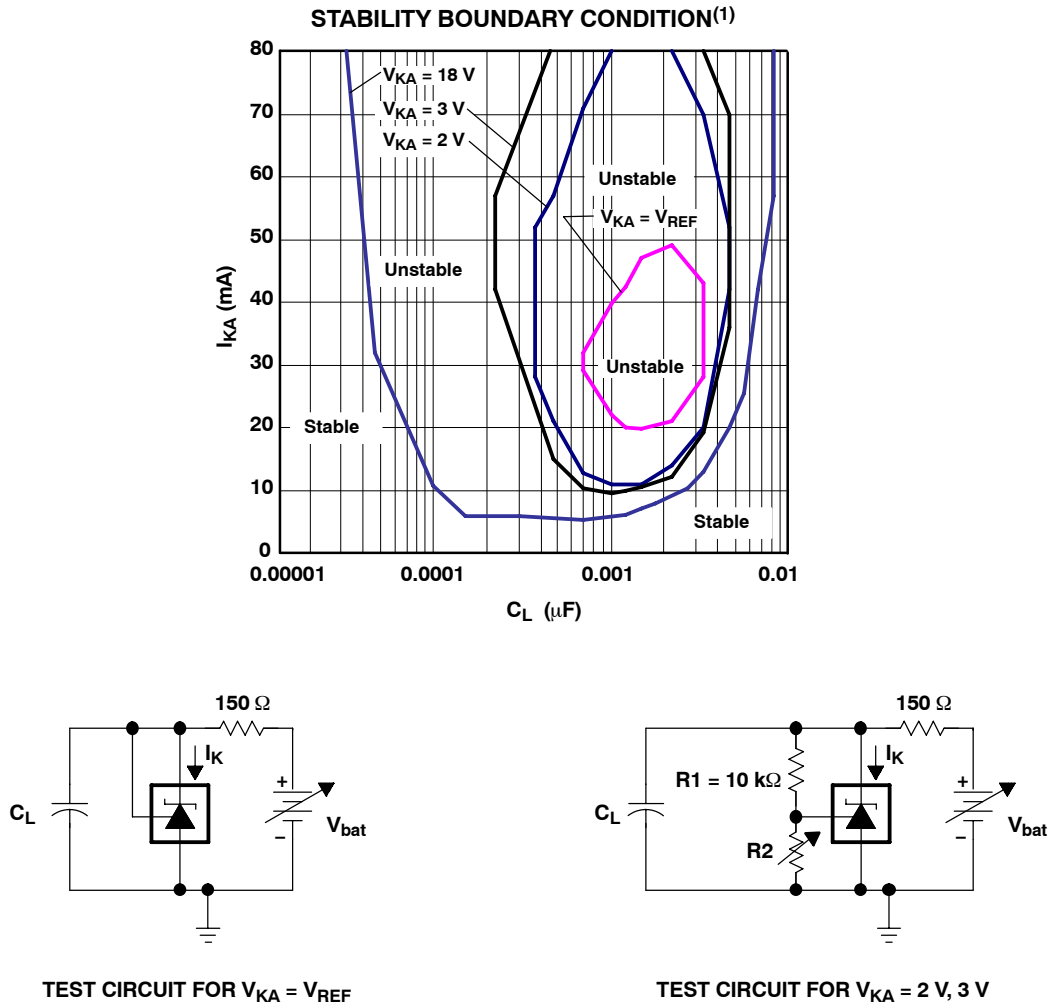 STABILITY BOUNDARY CONDITION(1)
80
70
60
50
40
30
20
10
0
IKA (mA)
VKA = 18 V
VKA = 3 V
VKA = 2 V
Unstable
VKA = VREF
Unstable
Unstable
Stable
Stable
0.00001
0.0001
0.001
0.01
CL (μF)
150 Ω
IK
CL
+
−
Vbat
TEST CIRCUIT FOR VKA = VREF
150 Ω
IK
R1 = 10 kΩ
CL
R2
+
−
Vbat
TEST CIRCUIT FOR VKA = 2 V, 3 V